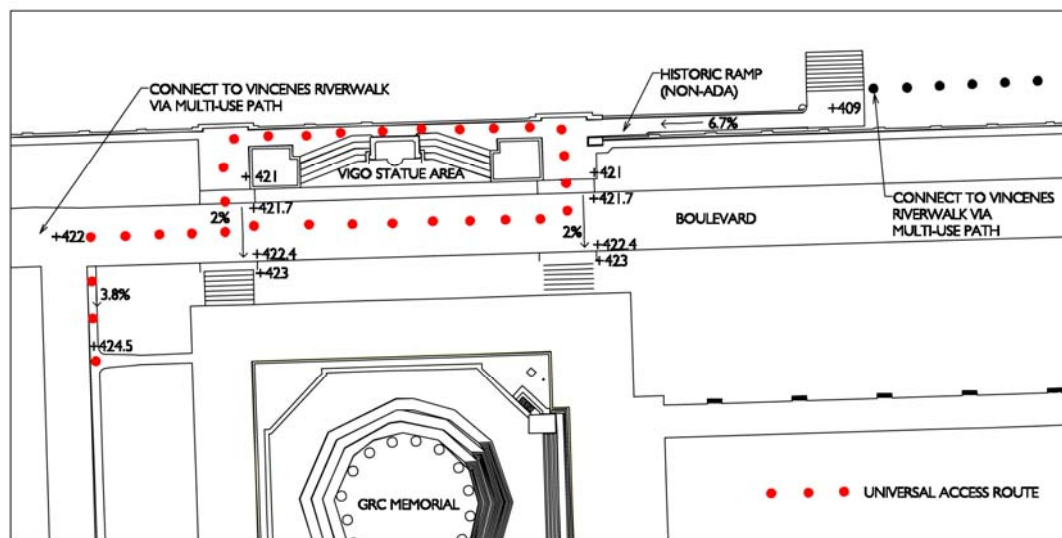 CONNECT TO VINCENES RIVERWALK
VIA MULTI-USE PATH
HISTORIC RAMP
(NON-ADA)
+409
6.7%
+421
VIGO STATUE AREA
+421
+421.7
+421.7
CONNECT TO VINCENES
RIVERWALK VIA
MULTI-USE PATH
2%
BOULEVARD
+422
2%
+422.4
+422.4
+423
+423
3.8%
+424.5
GRC MEMORIAL
UNIVERSAL ACCESS ROUTE